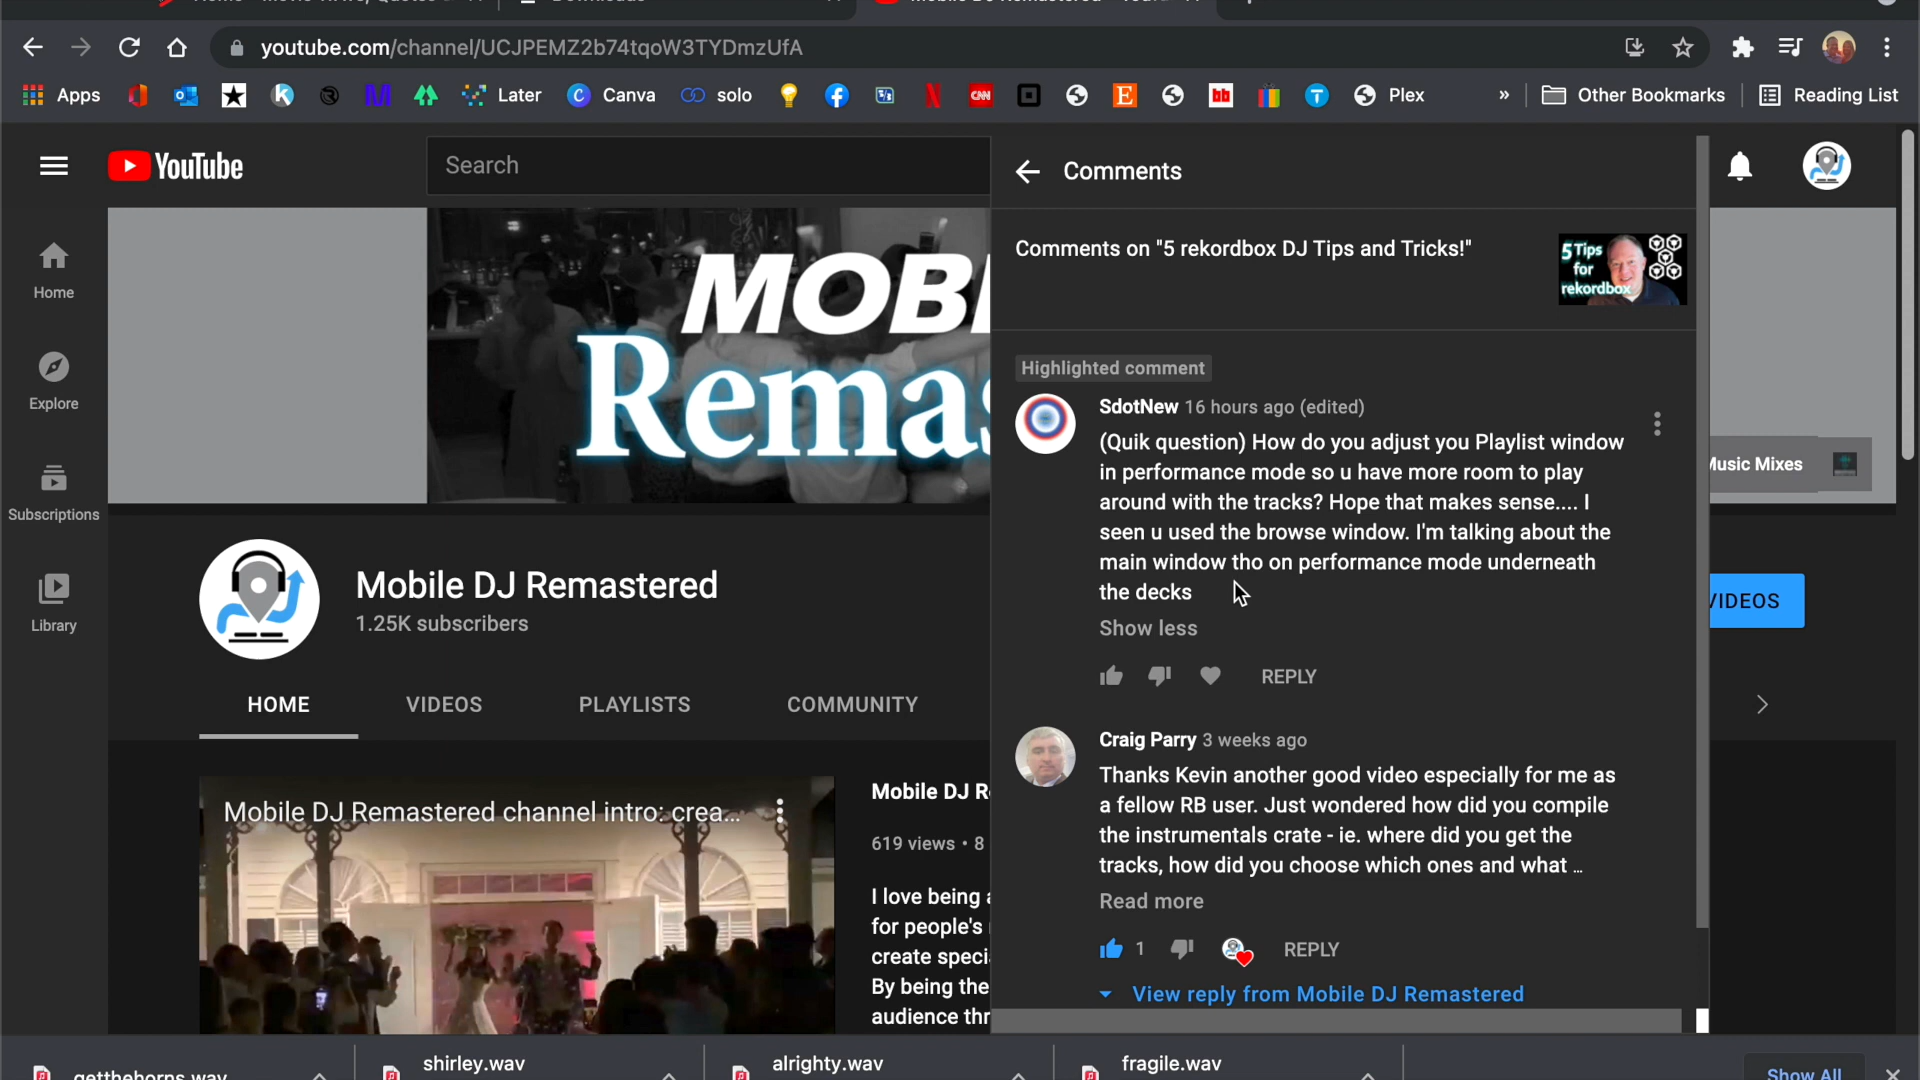 youtube.com/channel/UCJPEMZ2b74tqoW3TYDmzUfA
Apps
Later
Canva
solo
CNN
Plex
»
Other Bookmarks
Reading List
YouTube
Search
Comments
Home
Explore
Subscriptions
Library
MOBI
Remas
Comments on "5 rekordbox DJ Tips and Tricks!"
5 Tips
for
rekordbox
Highlighted comment
SdotNew 16 hours ago (edited)
(Quik question) How do you adjust you Playlist window
in performance mode so u have more room to play
around with the tracks? Hope that makes sense.... I
seen u used the browse window. I'm talking about the
main window tho on performance mode underneath
the decks
Show less
REPLY
Music Mixes
Mobile DJ Remastered
1.25K subscribers
VIDEOS
HOME
VIDEOS
PLAYLISTS
COMMUNITY
Craig Parry 3 weeks ago
Thanks Kevin another good video especially for me as
a fellow RB user. Just wondered how did you compile
the instrumentals crate - ie. where did you get the
tracks, how did you choose which ones and what ...
Read more
1
REPLY
View reply from Mobile DJ Remastered
Mobile DJ Remastered channel intro: crea...
Mobile DJ R
619 views • 8
I love being a
for people's
create speci
By being the
audience thr
getthehorns.wav
shirley.wav
alrighty.wav
fragile.wav
Show All